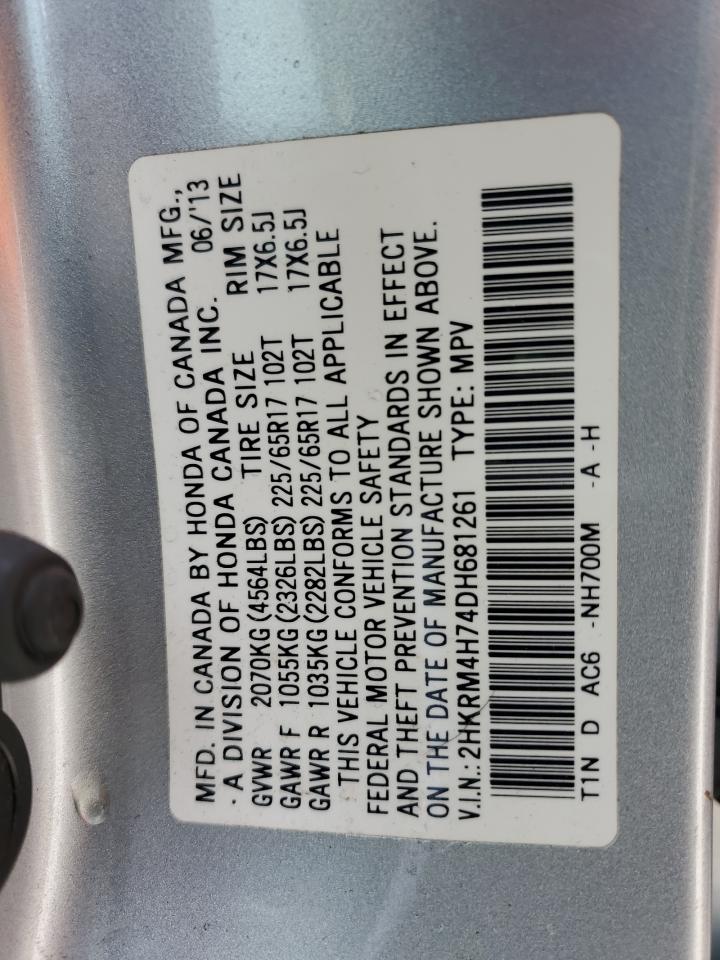 MFD. IN CANADA BY HONDA OF CANADA MFG.,
· A DIVISION OF HONDA CANADA INC. 06/'13
GVWR 2070KG(4564LBS) TIRE SIZE RIM SIZE
GAWR F 1055KG(2326LBS) 225/65R17 102T 17X6.5J
GAWR R 1035KG(2282LBS) 225/65R17 102T 17X6.5J
THIS VEHICLE CONFORMS TO ALL APPLICABLE
FEDERAL MOTOR VEHICLE SAFETY
AND THEFT PREVENTION STANDARDS IN EFFECT
ON THE DATE OF MANUFACTURE SHOWN ABOVE.
V.I.N.: 2HKRM4H74DH681261 TYPE: MPV
T1N D AC6 -NH700M -A -H